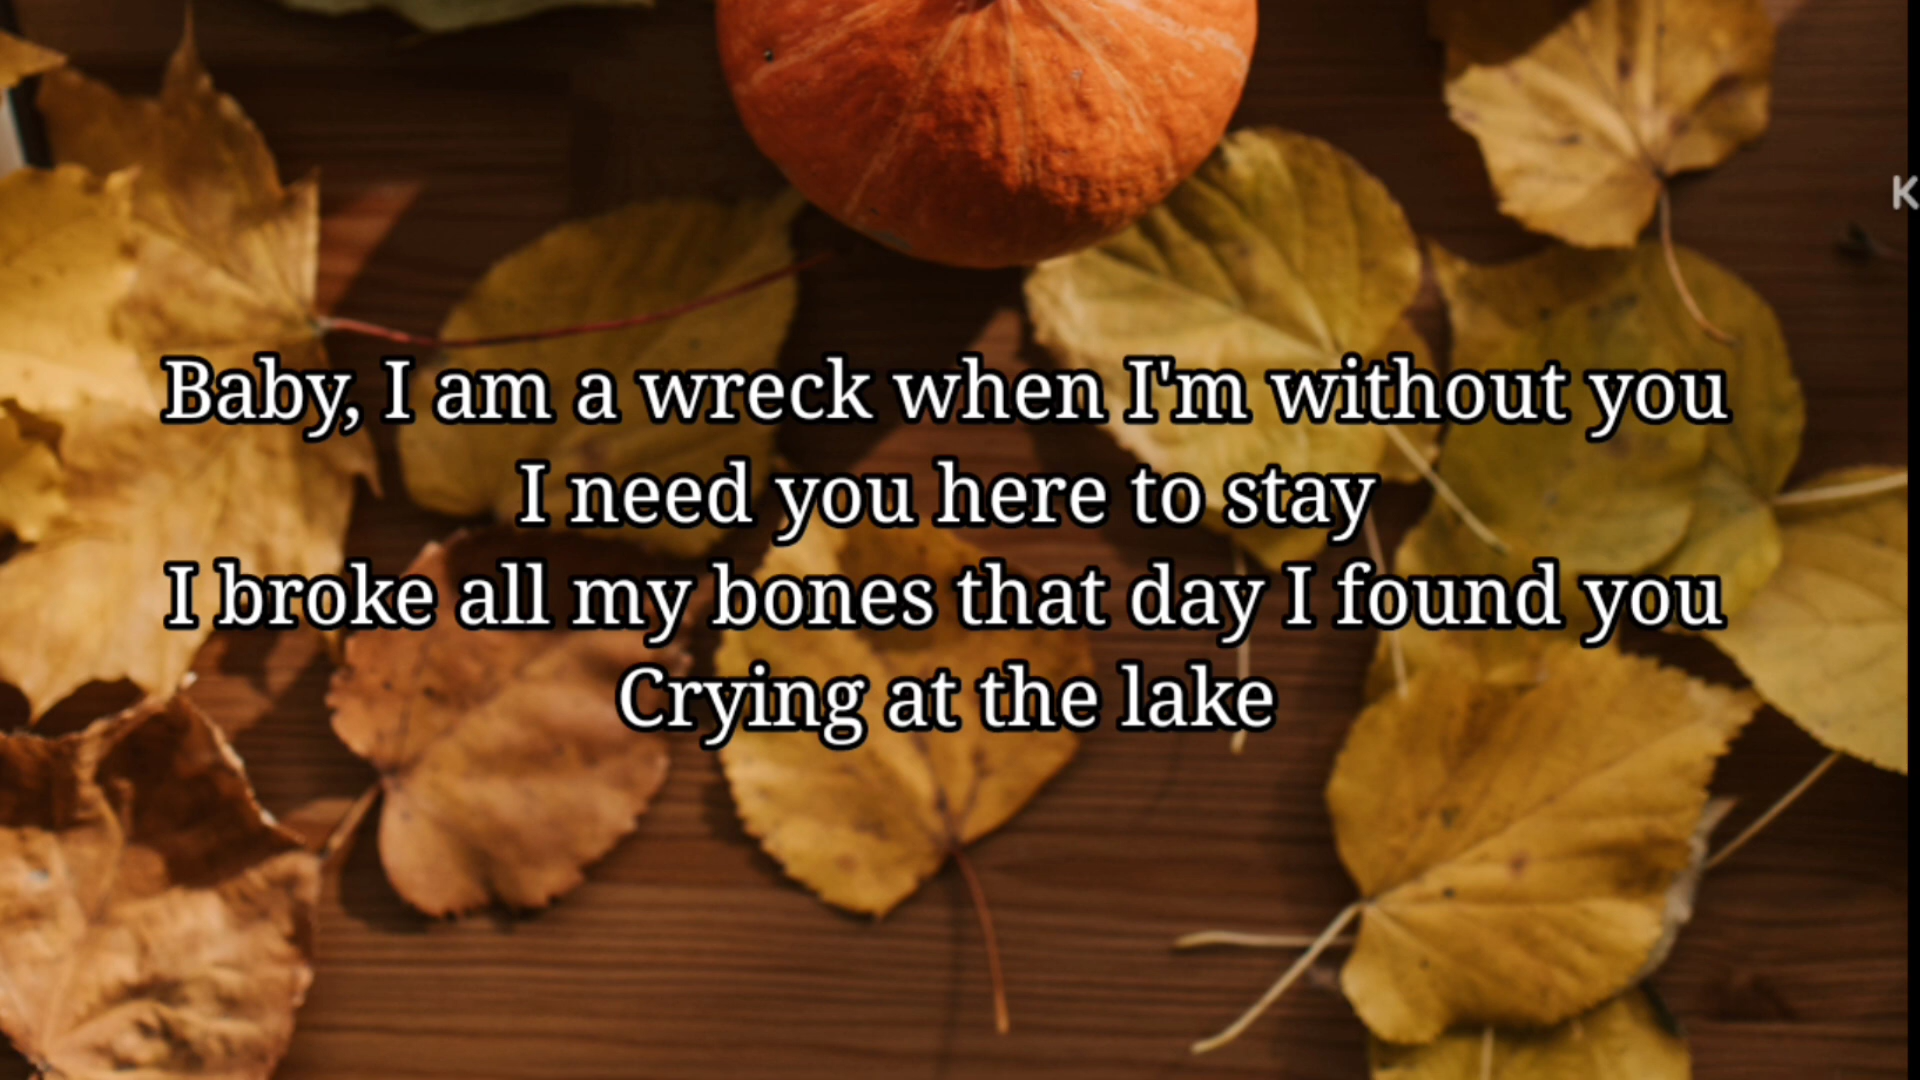 Baby, I am a wreck when I'm without you
I need you here to stay
I broke all my bones that day I found you
Crying at the lake
K